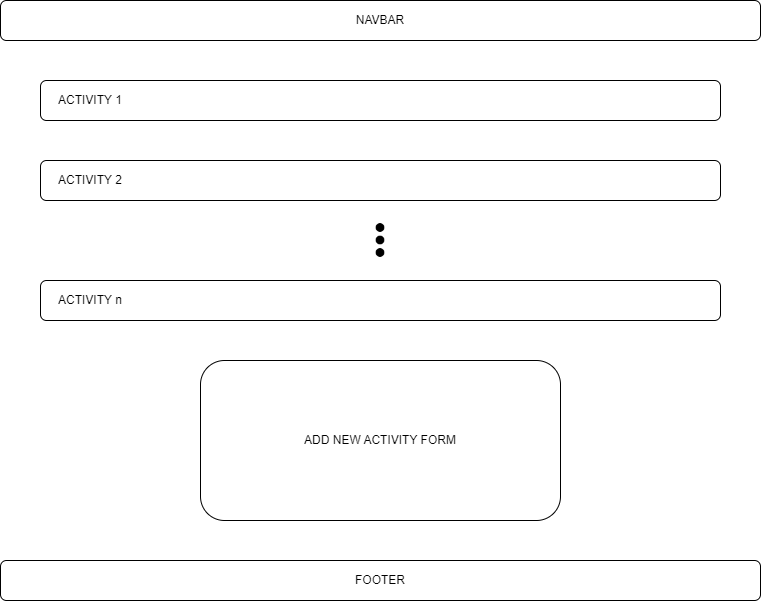 NAVBAR
ACTIVITY 1
ACTIVITY 2
ACTIVITY n
ADD NEW ACTIVITY FORM
FOOTER